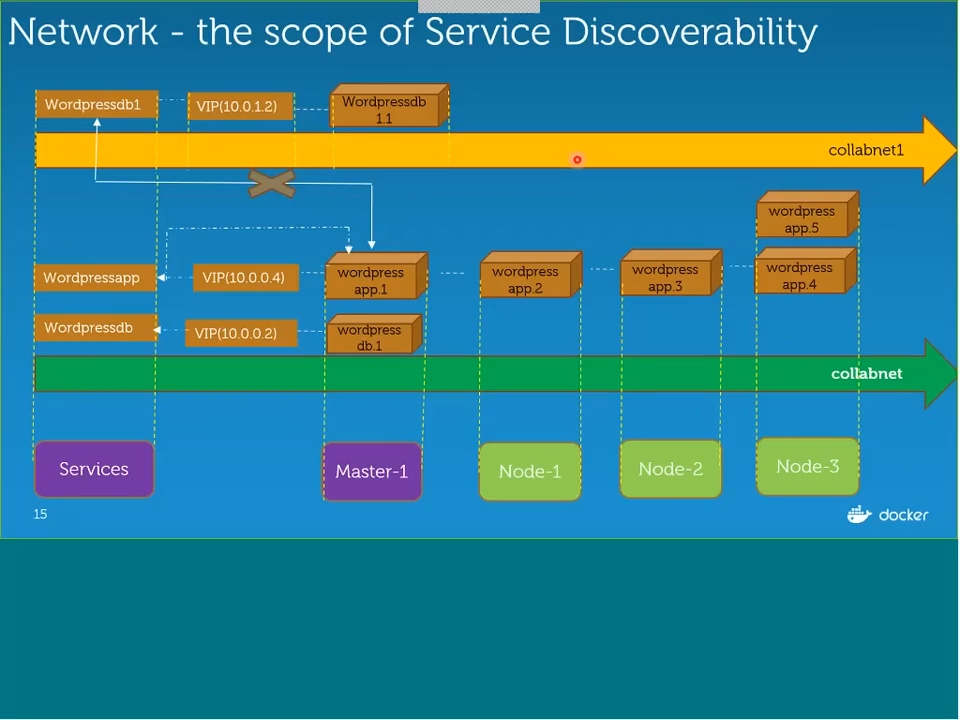 Network - the scope of Service Discoverability
Wordpressdb1
VIP(10.0.1.2)
Wordpressdb
1.1
collabnet1
wordpress
app.5
Wordpressapp
VIP(10.0.0.4)
wordpress
app.1
wordpress
app.2
wordpress
app.3
wordpress
app.4
Wordpressdb
VIP(10.0.0.2)
wordpress
db.1
collabnet
Services
Master-1
Node-1
Node-2
Node-3
15
docker